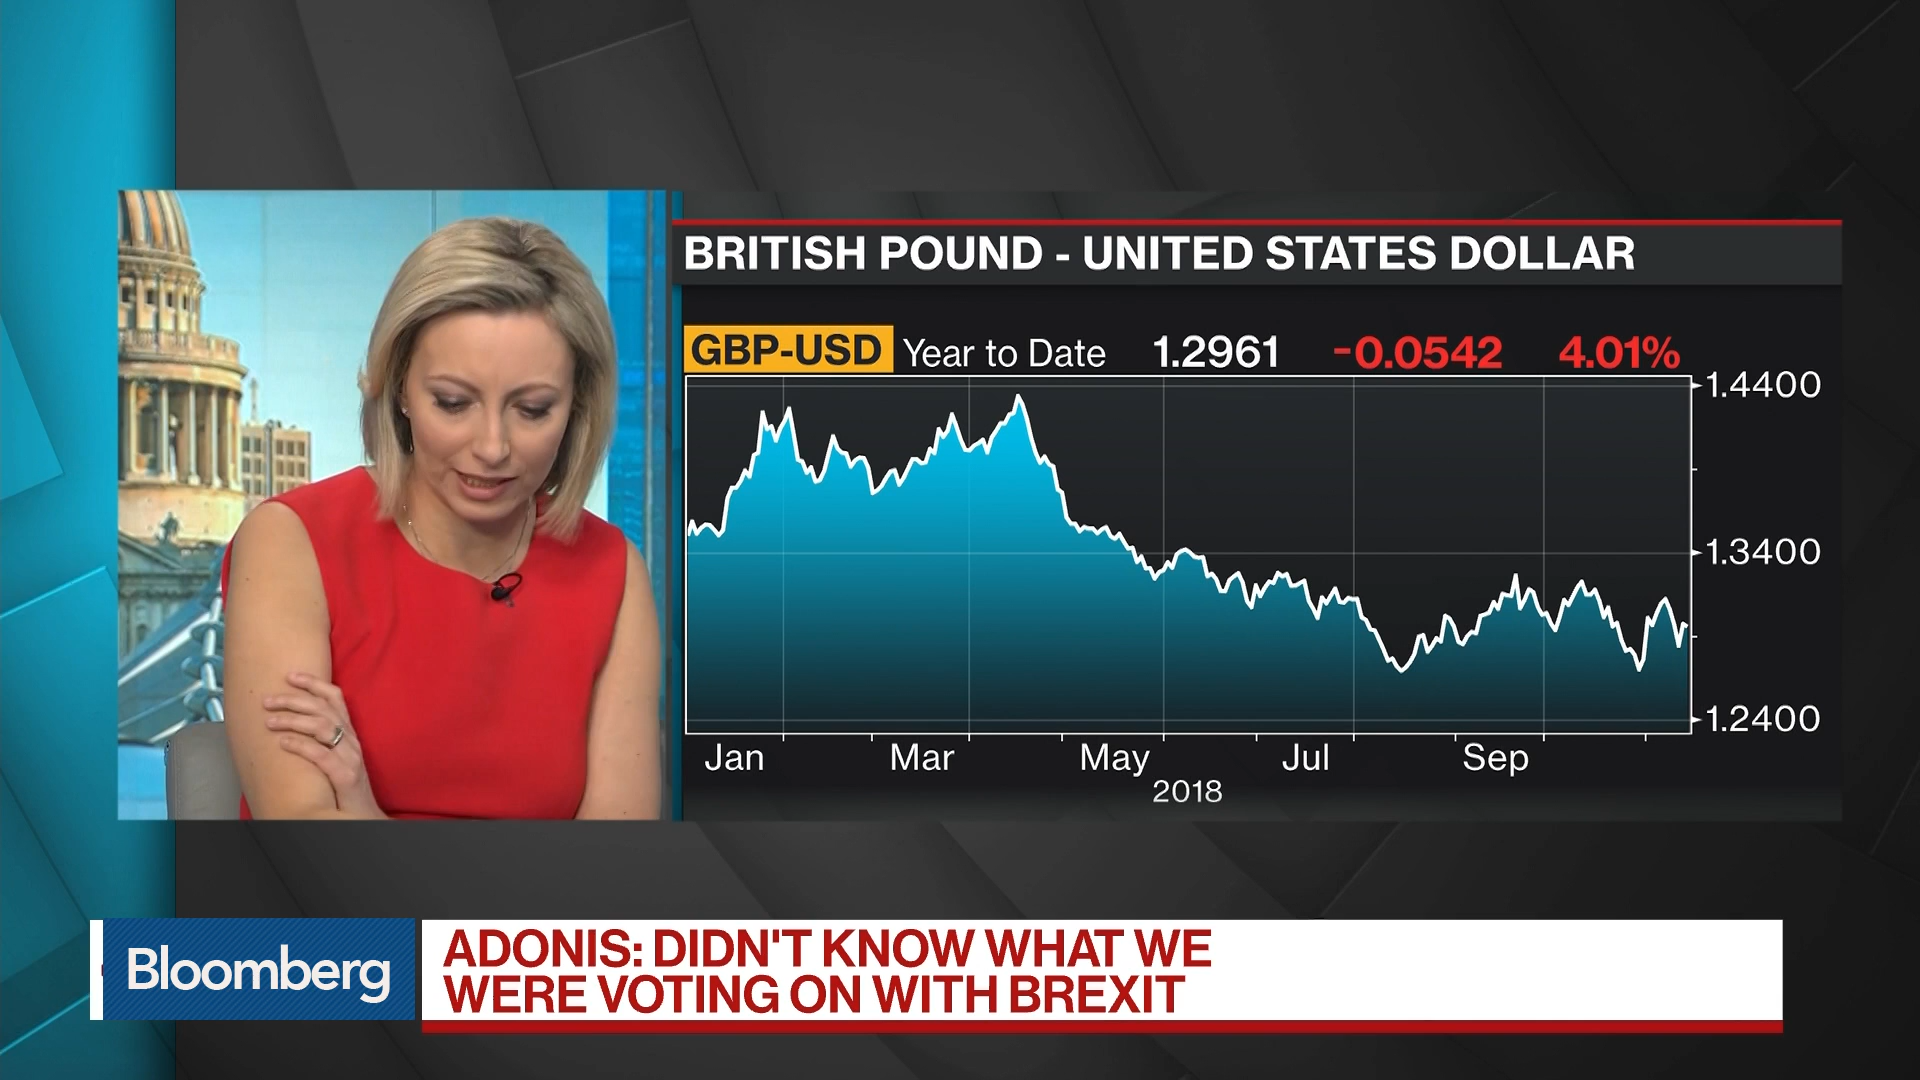 BRITISH POUND - UNITED STATES DOLLAR
GBP-USD Year to Date 1.2961 -0.0542 4.01%
1.4400
1.3400
1.2400
Jan Mar May Jul Sep
2018
Bloomberg
ADONIS: DIDN'T KNOW WHAT WE
WERE VOTING ON WITH BREXIT